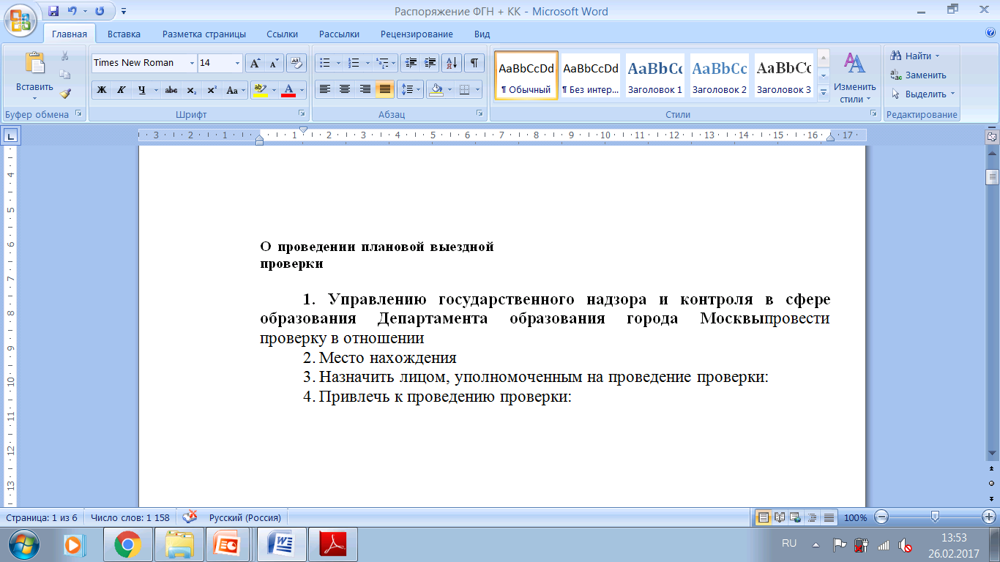 Распоряжение ФГН + КК - Microsoft Word
Главная Вставка Разметка страницы Ссылки Рассылки Рецензирование Вид
Вставить
Times New Roman 14
Ж К Ч abc x₂ x² Aa ab A
AaBbCcDd AaBbCcDd AaBbCc AaBbCc AaBbCc
¶ Обычный ¶ Без интер... Заголовок 1 Заголовок 2 Заголовок 3
Изменить стили
Найти
Заменить
Выделить
Буфер обмена Шрифт Абзац Стили Редактирование
3 2 1 1 2 3 4 5 6 7 8 9 10 11 12 13 14 15 16 17
4
5
6
7
8
9
10
11
12
13
О проведении плановой выездной
проверки
1. Управлению государственного надзора и контроля в сфере
образования Департамента образования города Москвыпровести
проверку в отношении
2. Место нахождения
3. Назначить лицом, уполномоченным на проведение проверки:
4. Привлечь к проведению проверки:
Страница: 1 из 6 Число слов: 1 158 Русский (Россия) 100%
RU 13:53
26.02.2017